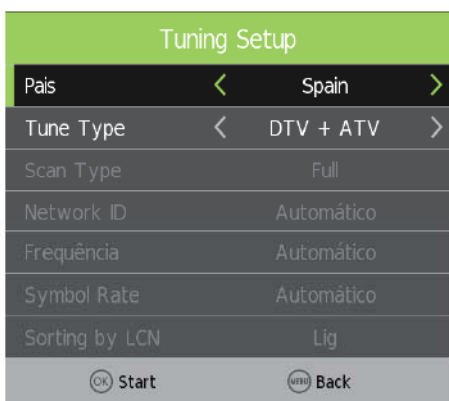 Tuning Setup
Pais < Spain >
Tune Type < DTV + ATV >
Scan Type Full
Network ID Automático
Frequência Automático
Symbol Rate Automático
Sorting by LCN Lig
OK Start MENU Back